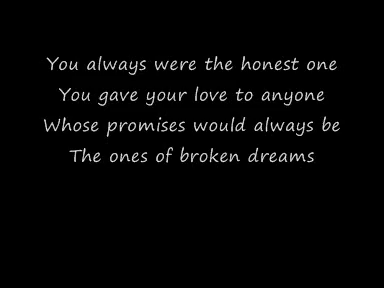 You always were the honest one
You gave your love to anyone
Whose promises would always be
The ones of broken dreams